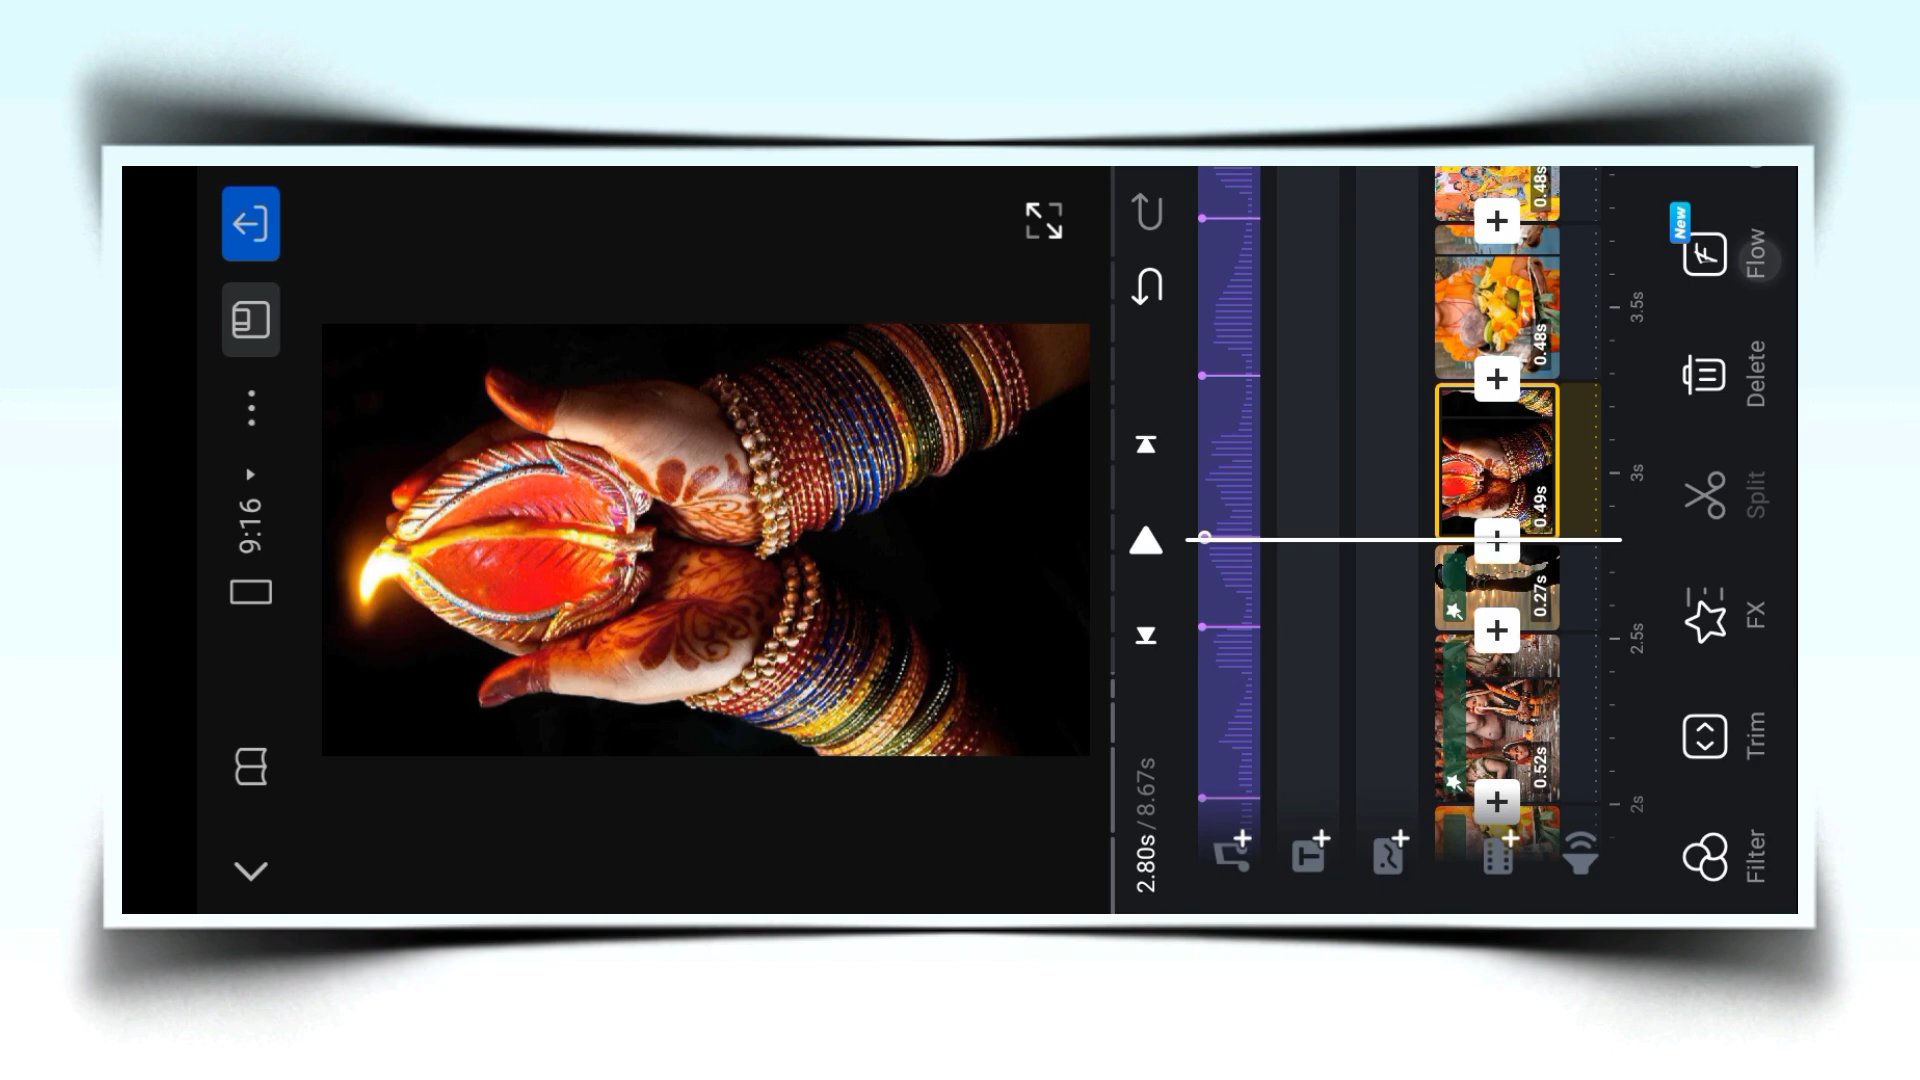 9:16
2.80s / 8.67s
0.52s
0.27s
0.49s
0.48s
0.48s
2s
2.5s
3s
3.5s
New
Filter
Trim
FX
Split
Delete
Flow